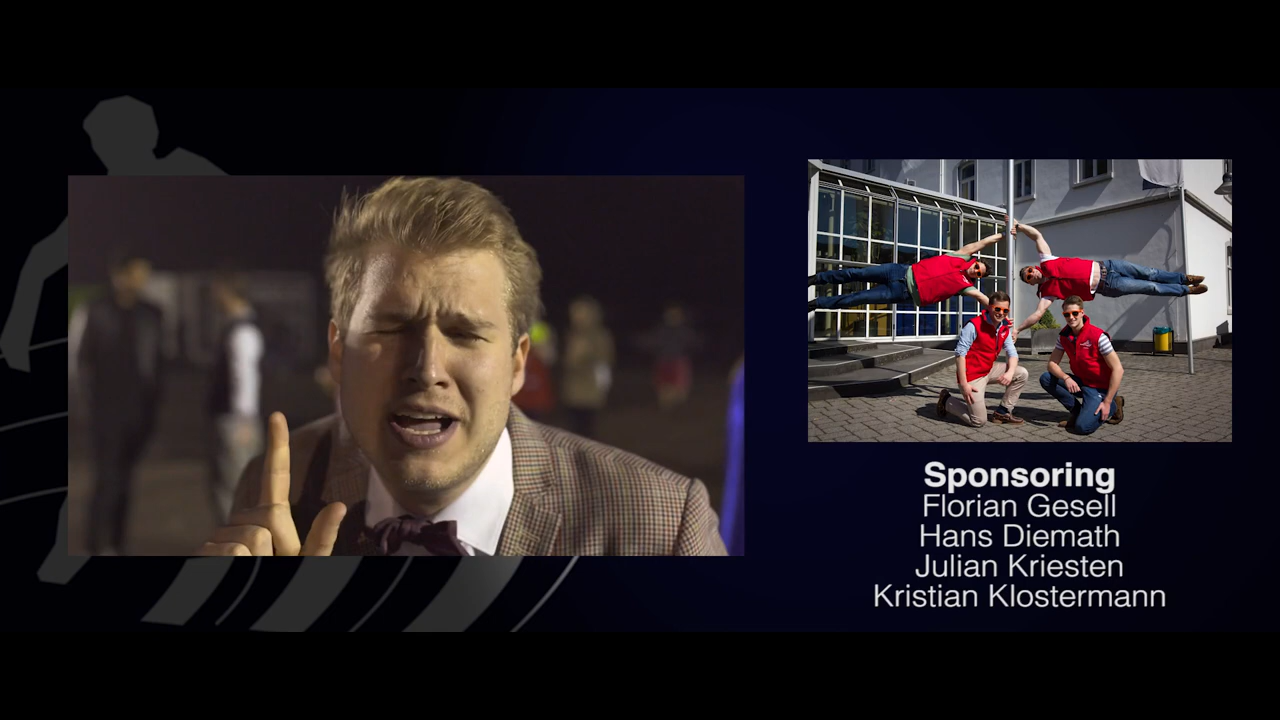 Sponsoring
Florian Gesell
Hans Diemath
Julian Kriesten
Kristian Klostermann